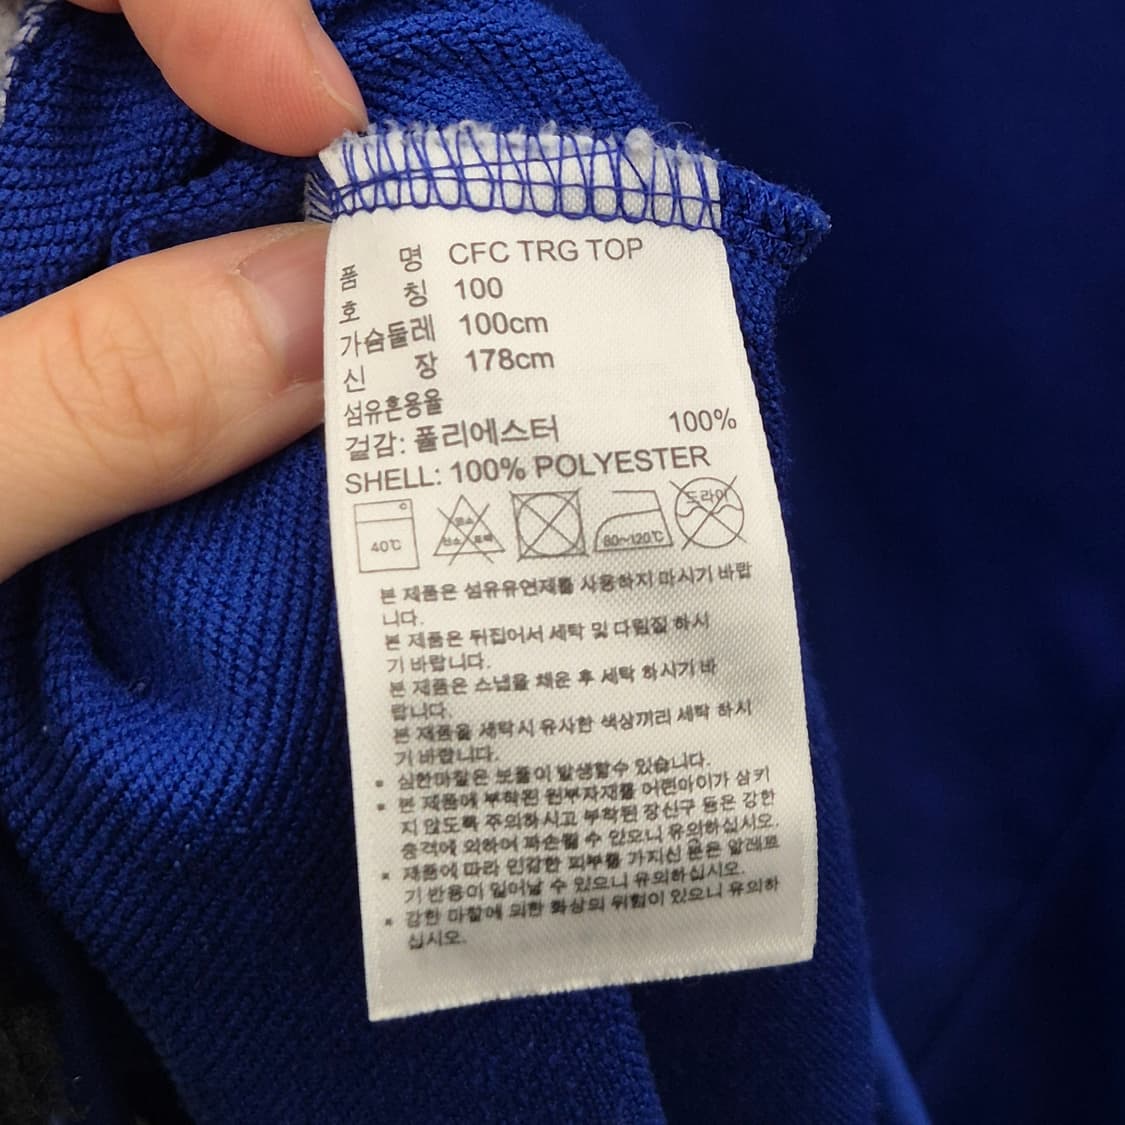 품 명 CFC TRG TOP
호 칭 100
가슴둘레 100cm
신 장 178cm
섬유혼용율
겉감: 폴리에스터 100%
SHELL: 100% POLYESTER
40℃ 염소 산소 표백 80~120℃ 드라이
본 제품은 섬유유연제를 사용하지 마시기 바랍
니다.
본 제품은 뒤집어서 세탁 및 다림질 하시
기 바랍니다.
본 제품은 스냅을 채운 후 세탁 하시기 바
랍니다.
본 제품을 세탁시 유사한 색상끼리 세탁 하시
기 바랍니다.
* 심한마찰은 보풀이 발생할수 있습니다.
* 본 제품에 부착된 원부자재를 어린아이가 삼키
지 않도록 주의하시고 부착된 장신구 등은 강한
충격에 의하여 파손될 수 있으니 유의하십시오.
* 제품에 따라 민감한 피부를 가지신 분은 알레르
기 반응이 일어날 수 있으니 유의하십시오.
* 강한 마찰에 의한 화상의 위험이 있으니 유의하
십시오.